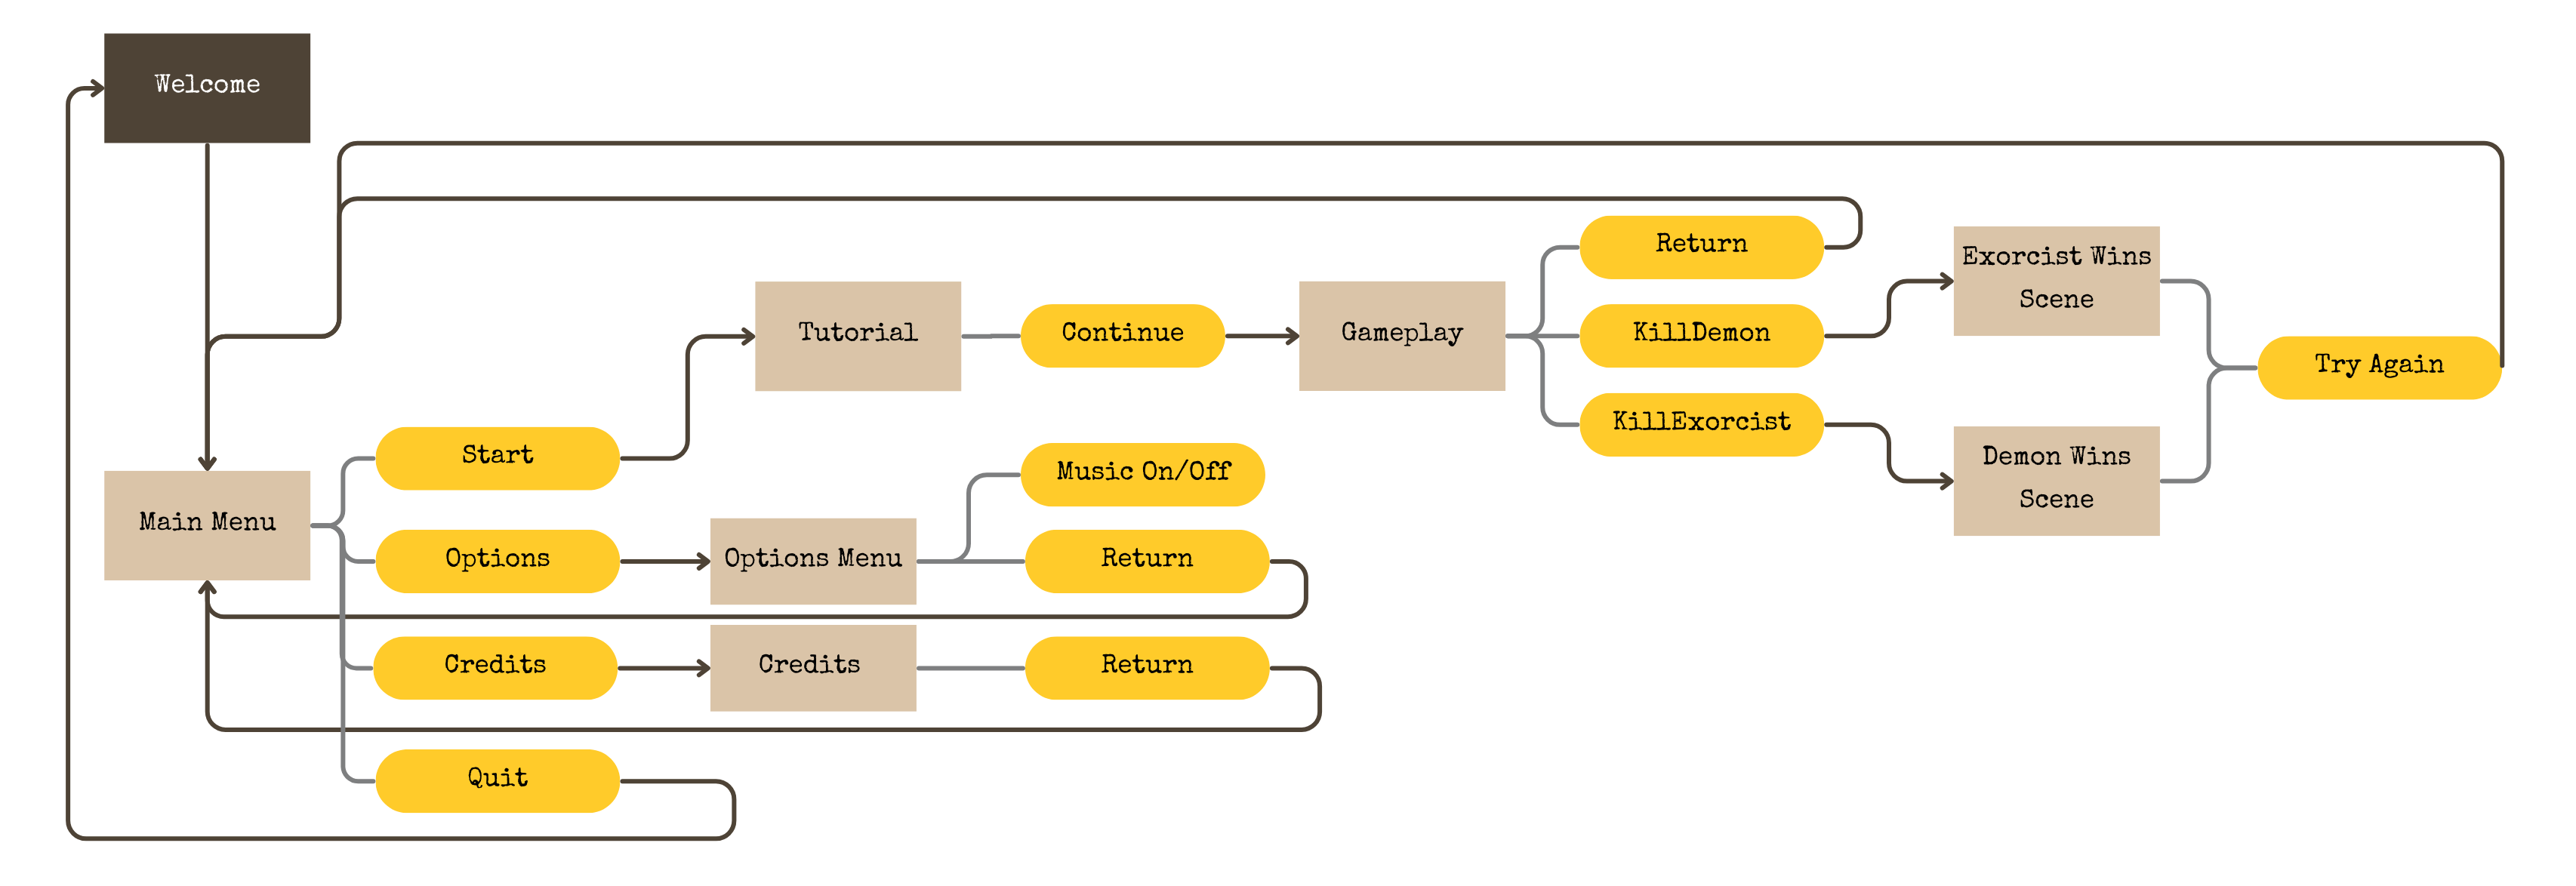 Welcome
Return
Exorcist Wins
Scene
Tutorial
Continue
Gameplay
KillDemon
Try Again
KillExorcist
Start
Music On/Off
Demon Wins
Scene
Main Menu
Options
Options Menu
Return
Credits
Credits
Return
Quit